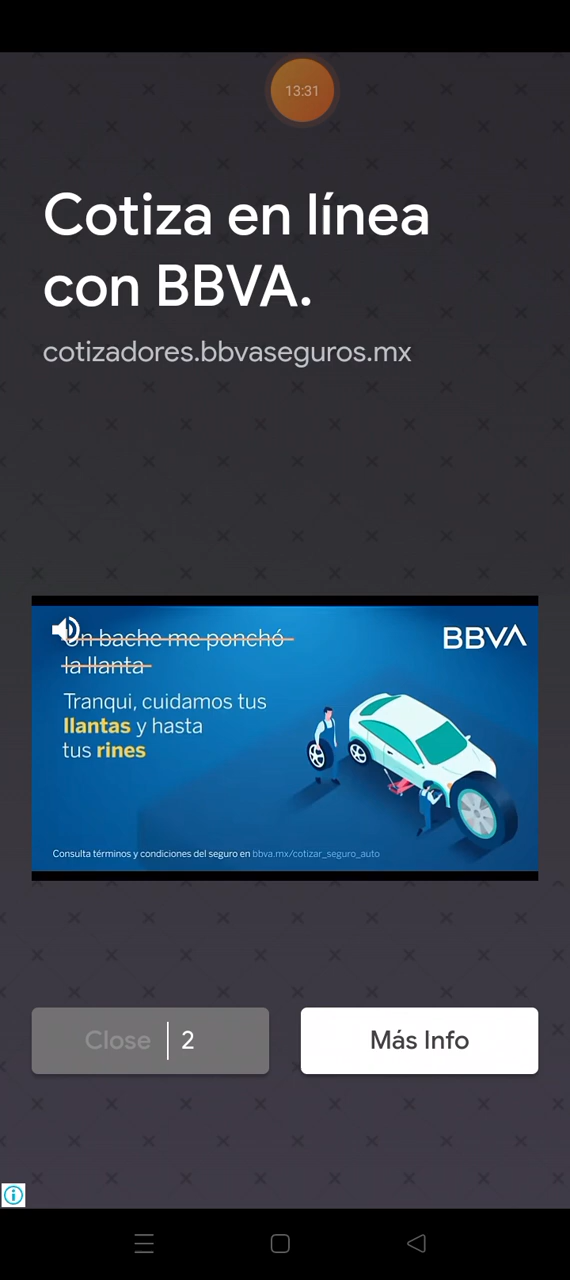 13:31
Cotiza en línea
con BBVA.
cotizadores.bbvaseguros.mx
Un bache me ponchó
la llanta
BBVA
Tranqui, cuidamos tus
llantas y hasta
tus rines
Consulta términos y condiciones del seguro en bbva.mx/cotizar_seguro_auto
Close 2
Más Info